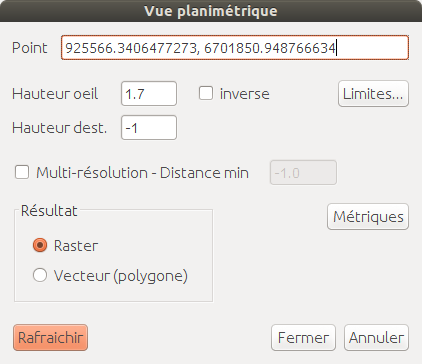 Vue planimétrique
Point 925566.3406477273, 6701850.948766634
Hauteur oeil 1.7 inverse Limites...
Hauteur dest. -1
Multi-résolution - Distance min -1.0
Résultat
Métriques
Raster
Vecteur (polygone)
Rafraichir Fermer Annuler